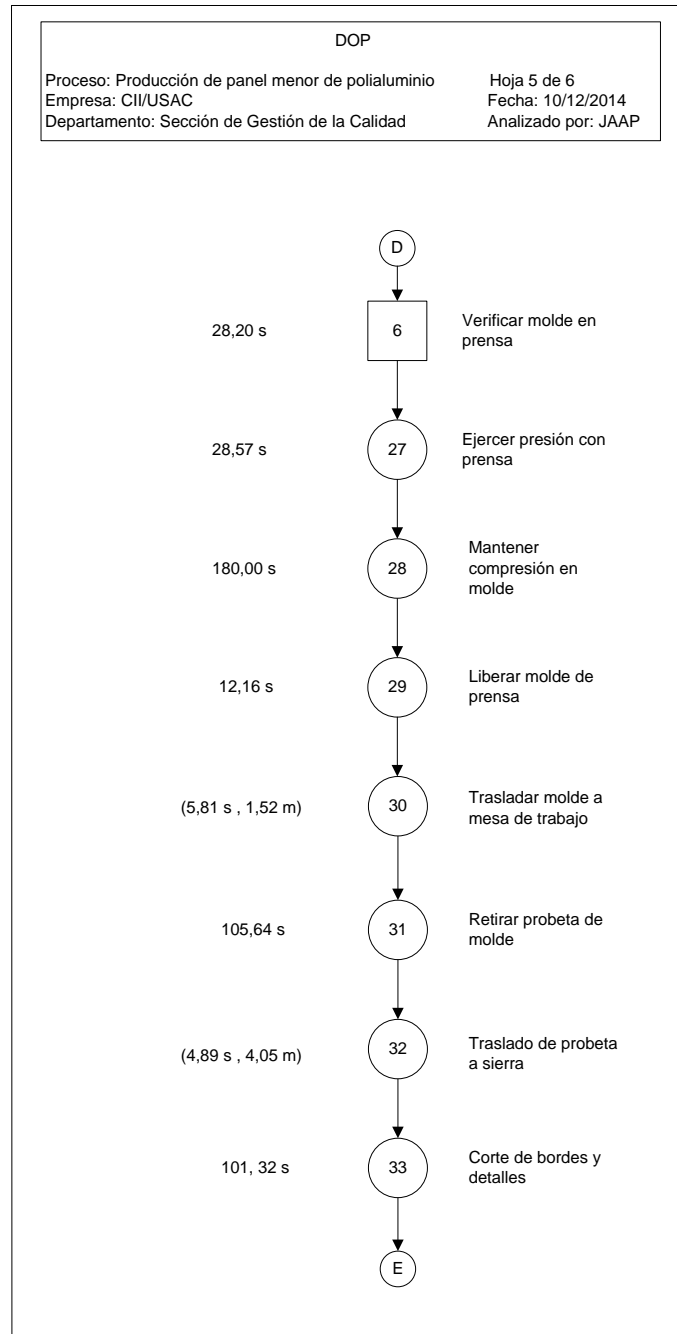 DOP
Proceso: Producción de panel menor de polialuminio Hoja 5 de 6
Empresa: CII/USAC Fecha: 10/12/2014
Departamento: Sección de Gestión de la Calidad Analizado por: JAAP
D
28,20 s 6 Verificar molde en
prensa
28,57 s 27 Ejercer presión con
prensa
180,00 s 28 Mantener
compresión en
molde
12,16 s 29 Liberar molde de
prensa
(5,81 s , 1,52 m) 30 Trasladar molde a
mesa de trabajo
105,64 s 31 Retirar probeta de
molde
(4,89 s , 4,05 m) 32 Traslado de probeta
a sierra
101, 32 s 33 Corte de bordes y
detalles
E